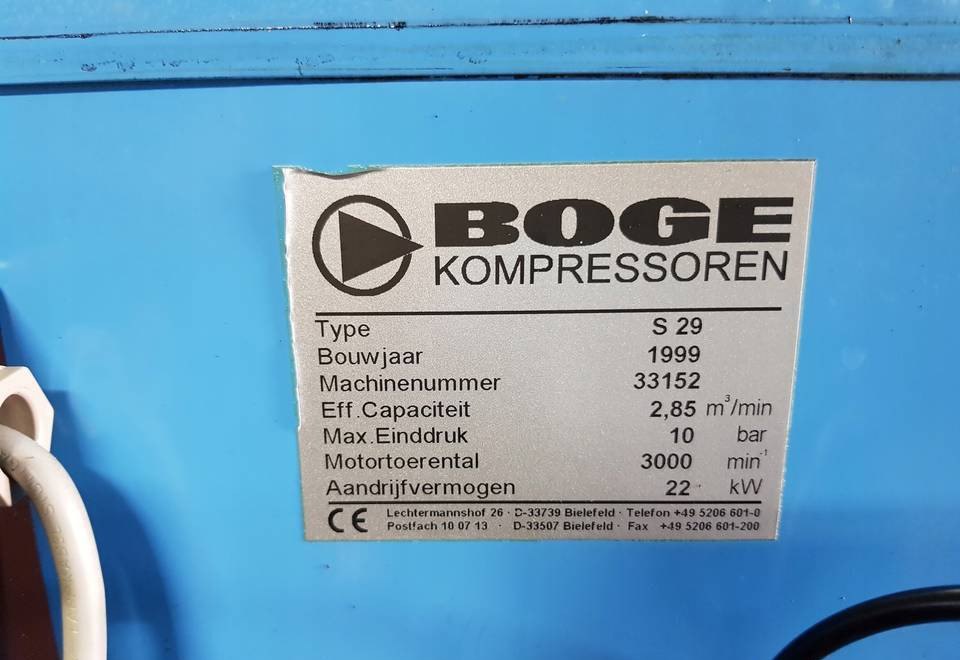 BOGE
KOMPRESSOREN
Type S 29
Bouwjaar 1999
Machinenummer 33152
Eff.Capaciteit 2,85 m³/min
Max.Einddruk 10 bar
Motortoerental 3000 min⁻¹
Aandrijfvermogen 22 kW
CE Lechtermannshof 26 · D-33739 Bielefeld · Telefon +49 5206 601-0
Postfach 10 07 13 · D-33507 Bielefeld · Fax +49 5206 601-200